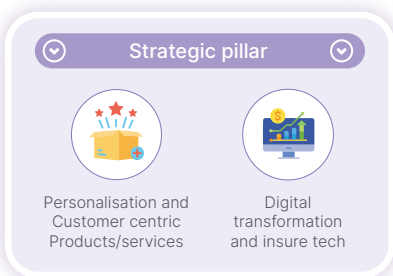 Strategic pillar
Personalisation and
Customer centric
Products/services
Digital
transformation
and insure tech